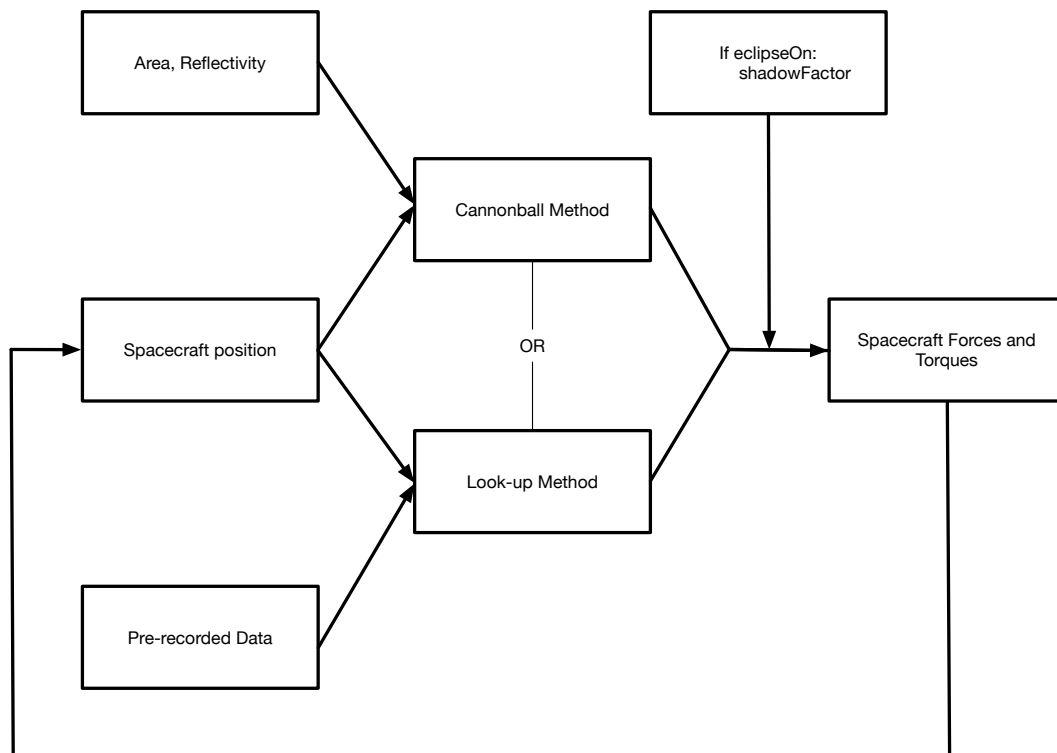 Area, Reflectivity
If eclipseOn:
shadowFactor
Cannonball Method
Spacecraft position
OR
Spacecraft Forces and
Torques
Look-up Method
Pre-recorded Data